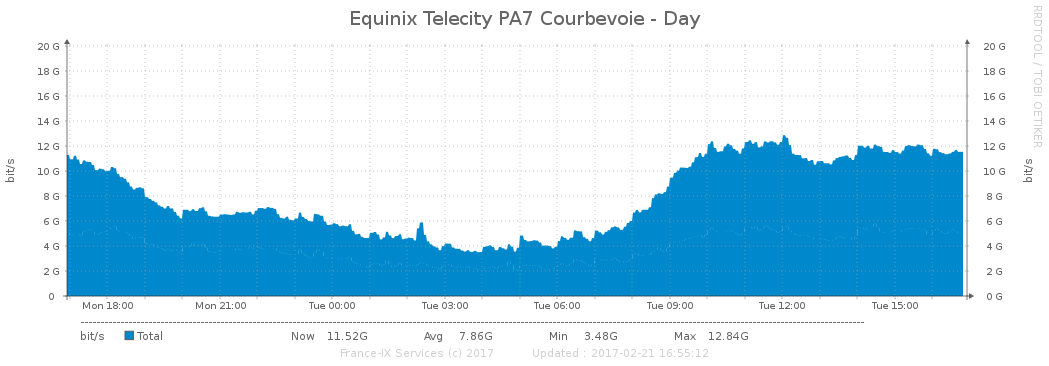 Equinix Telecity PA7 Courbevoie - Day
RRDTOOL / TOBI OETIKER
bit/s
20 G 20 G
18 G 18 G
16 G 16 G
14 G 14 G
12 G 12 G
10 G 10 G
8 G 8 G
6 G 6 G
4 G 4 G
2 G 2 G
0 0 G
bit/s
Mon 18:00 Mon 21:00 Tue 00:00 Tue 03:00 Tue 06:00 Tue 09:00 Tue 12:00 Tue 15:00
bit/s Total Now 11.52G Avg 7.86G Min 3.48G Max 12.84G
France-IX Services (c) 2017 Updated : 2017-02-21 16:55:12